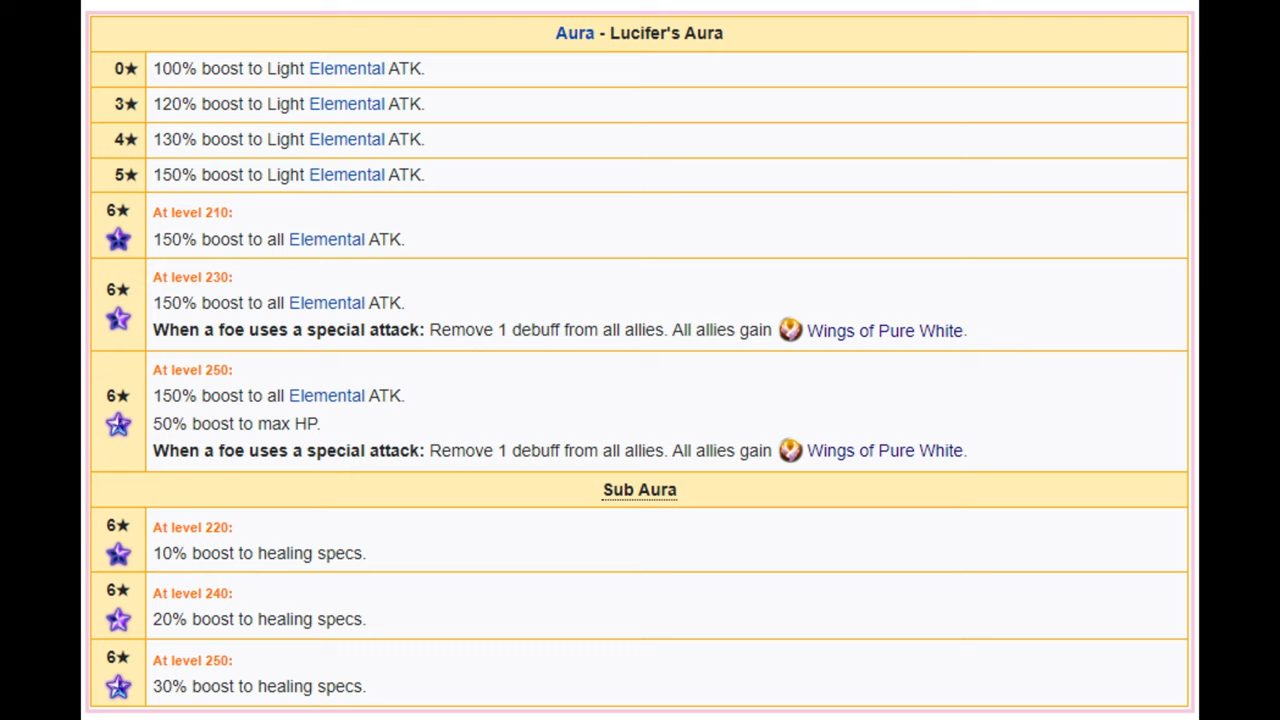 Aura - Lucifer's Aura
0★ 100% boost to Light Elemental ATK.
3★ 120% boost to Light Elemental ATK.
4★ 130% boost to Light Elemental ATK.
5★ 150% boost to Light Elemental ATK.
6★ At level 210:
150% boost to all Elemental ATK.
6★ At level 230:
150% boost to all Elemental ATK.
When a foe uses a special attack: Remove 1 debuff from all allies. All allies gain Wings of Pure White.
6★ At level 250:
150% boost to all Elemental ATK.
50% boost to max HP.
When a foe uses a special attack: Remove 1 debuff from all allies. All allies gain Wings of Pure White.
Sub Aura
6★ At level 220:
10% boost to healing specs.
6★ At level 240:
20% boost to healing specs.
6★ At level 250:
30% boost to healing specs.